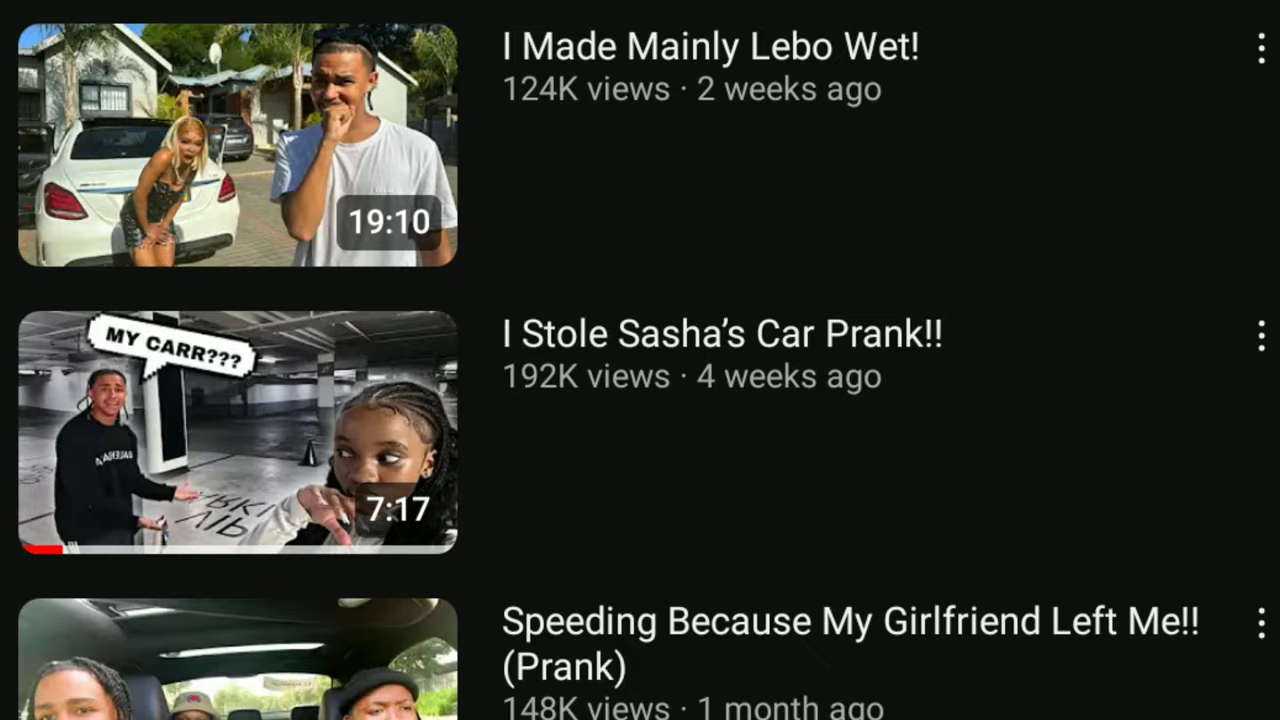 I Made Mainly Lebo Wet!
124K views · 2 weeks ago
19:10
MY CARR???
I Stole Sasha's Car Prank!!
192K views · 4 weeks ago
7:17
VIP
Speeding Because My Girlfriend Left Me!!
(Prank)
148K views · 1 month ago